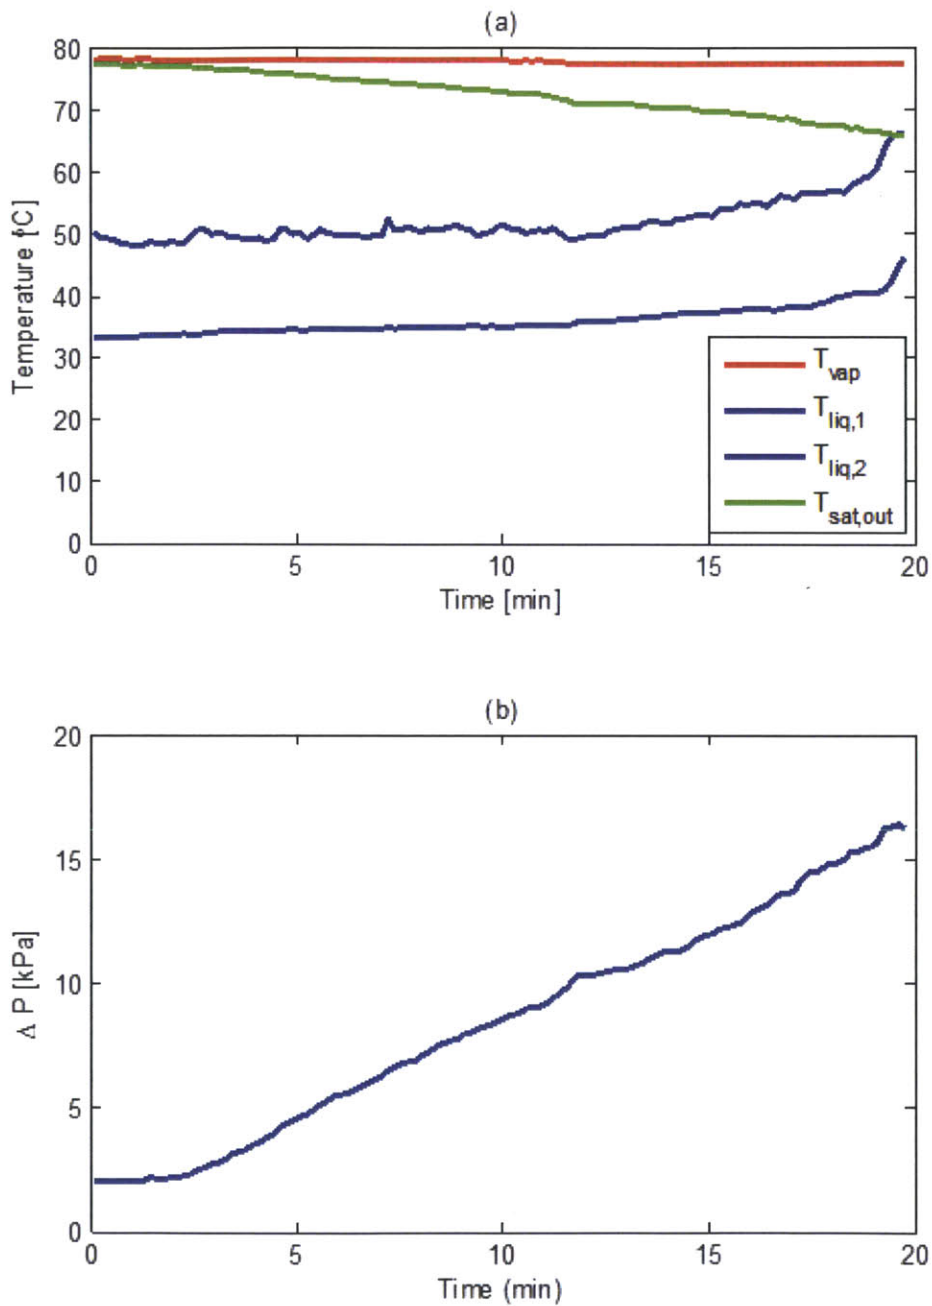 (a)
80
70
60
50
40
30
20
10
0
Temperature [°C]
T_vap
T_liq,1
T_liq,2
T_sat,out
0 5 10 15 20
Time [min]
(b)
20
15
10
5
0
Δ P [kPa]
0 5 10 15 20
Time (min)